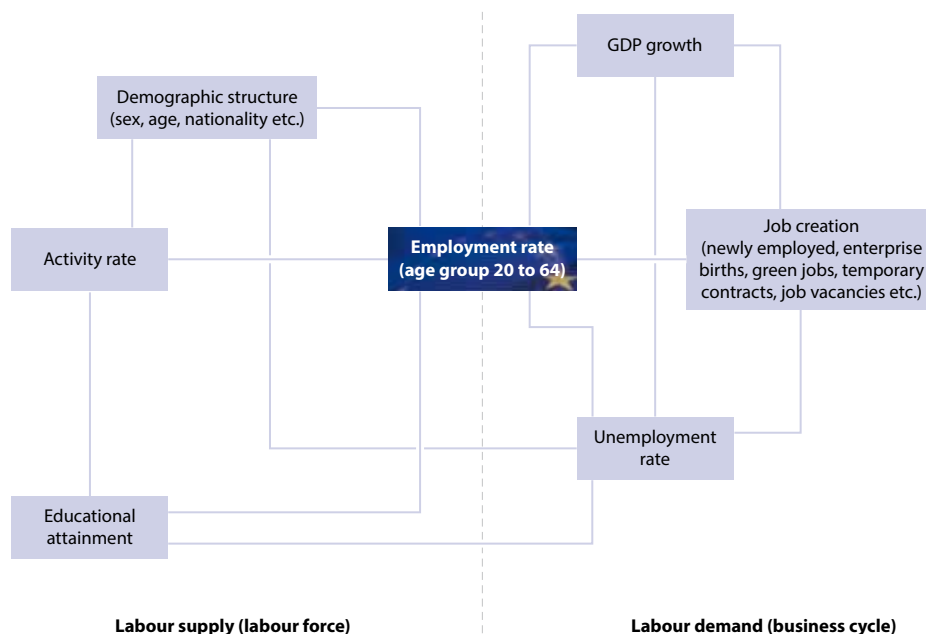 GDP growth
Demographic structure
(sex, age, nationality etc.)
Activity rate
Employment rate
(age group 20 to 64)
Job creation
(newly employed, enterprise
births, green jobs, temporary
contracts, job vacancies etc.)
Unemployment
rate
Educational
attainment
Labour supply (labour force)
Labour demand (business cycle)